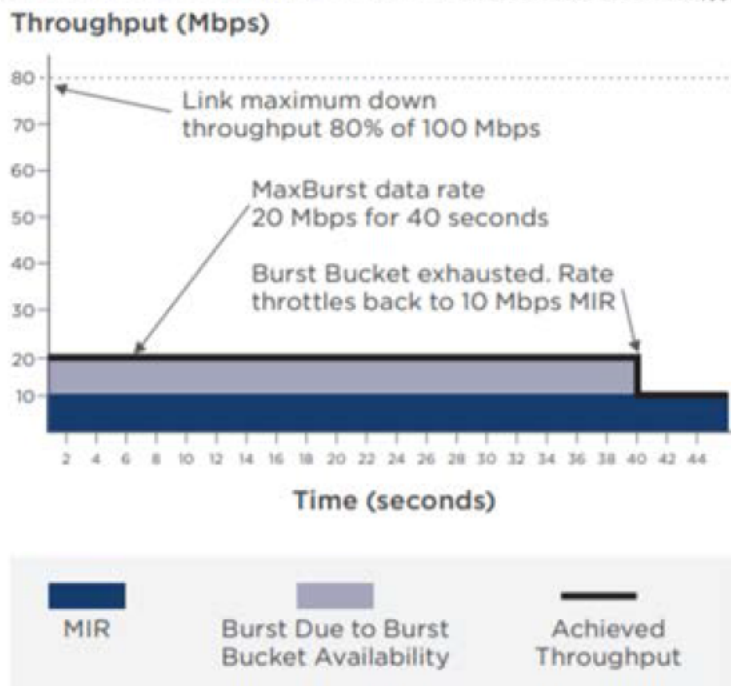 Throughput (Mbps)
80
Link maximum down
throughput 80% of 100 Mbps
70
60
MaxBurst data rate
20 Mbps for 40 seconds
50
40
Burst Bucket exhausted. Rate
throttles back to 10 Mbps MIR
30
20
10
2 4 6 8 10 12 14 16 18 20 22 24 26 28 30 32 34 36 38 40 42 44
Time (seconds)
MIR
Burst Due to Burst
Bucket Availability
Achieved
Throughput